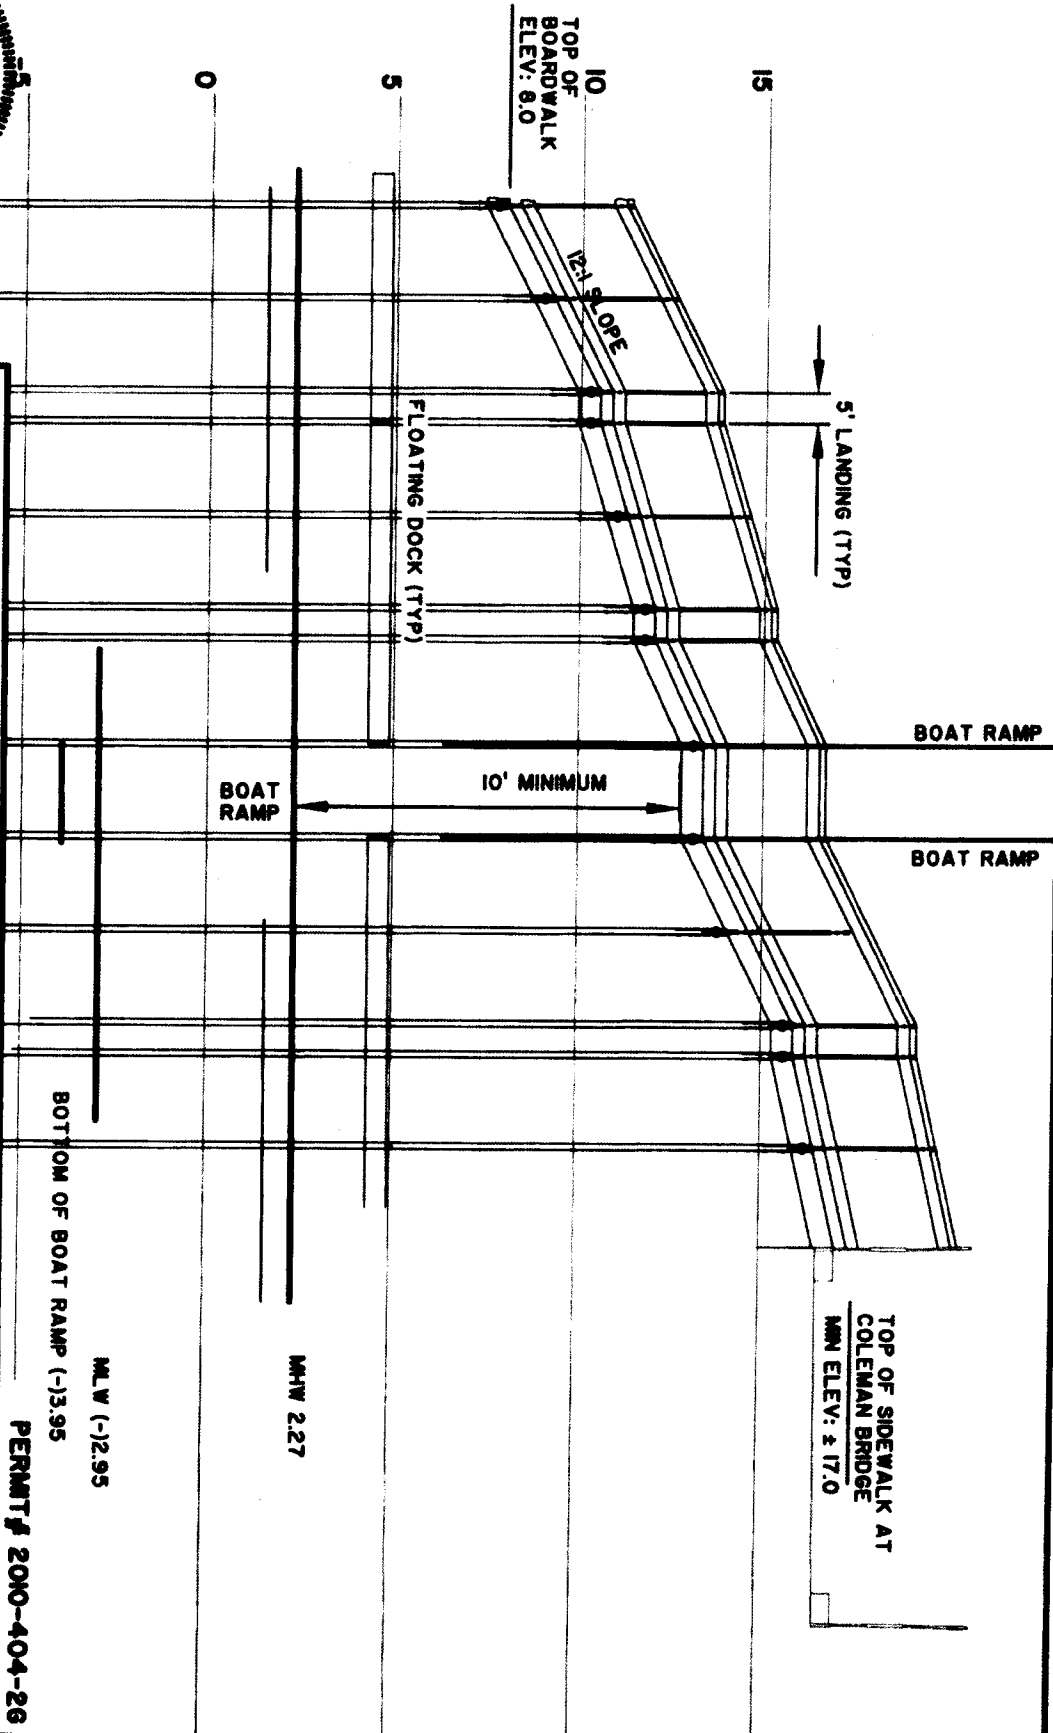 15
10
5
0
-5
TOP OF
BOARDWALK
ELEV: 8.0
12:1 SLOPE
5' LANDING (TYP)
FLOATING DOCK (TYP)
BOAT RAMP
BOAT RAMP
10' MINIMUM
BOAT
RAMP
TOP OF SIDEWALK AT
COLEMAN BRIDGE
MIN ELEV: ± 17.0
MHW 2.27
MLW (-)2.95
BOTTOM OF BOAT RAMP (-)3.95
PERMIT# 2010-404-26